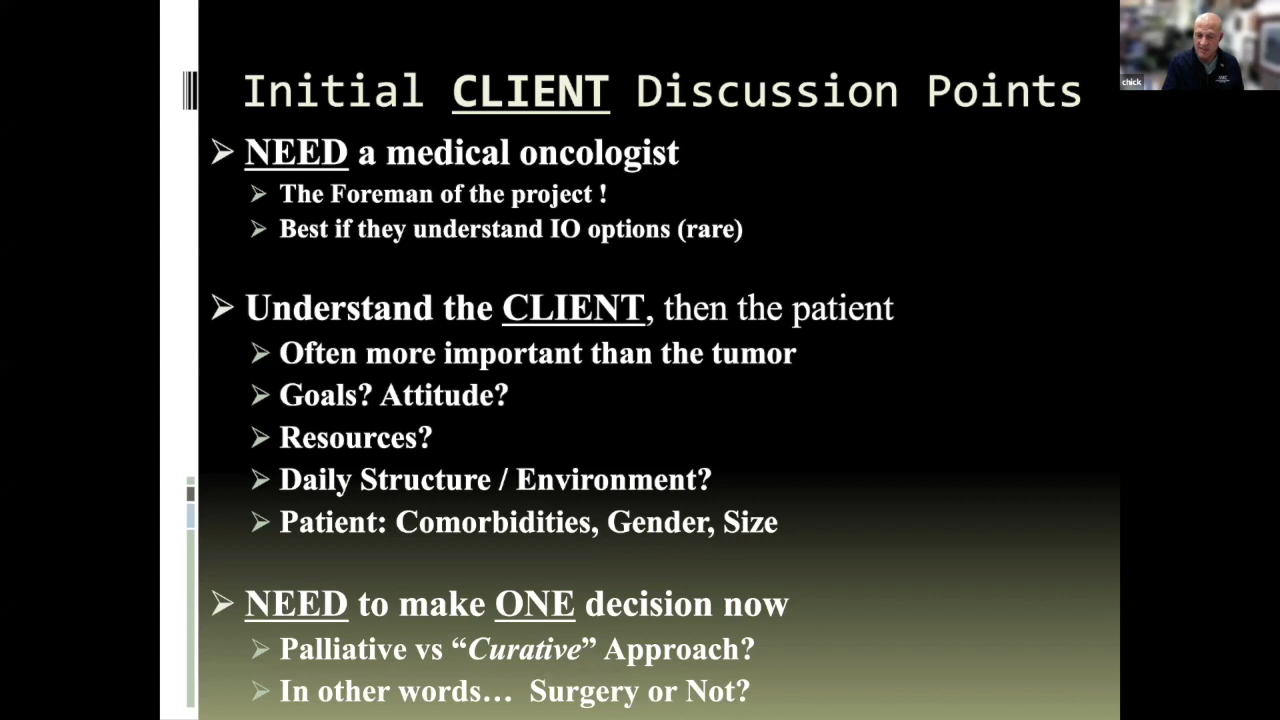 Initial CLIENT Discussion Points
chick
NEED a medical oncologist
The Foreman of the project !
Best if they understand IO options (rare)
Understand the CLIENT, then the patient
Often more important than the tumor
Goals? Attitude?
Resources?
Daily Structure / Environment?
Patient: Comorbidities, Gender, Size
NEED to make ONE decision now
Palliative vs “Curative” Approach?
In other words… Surgery or Not?